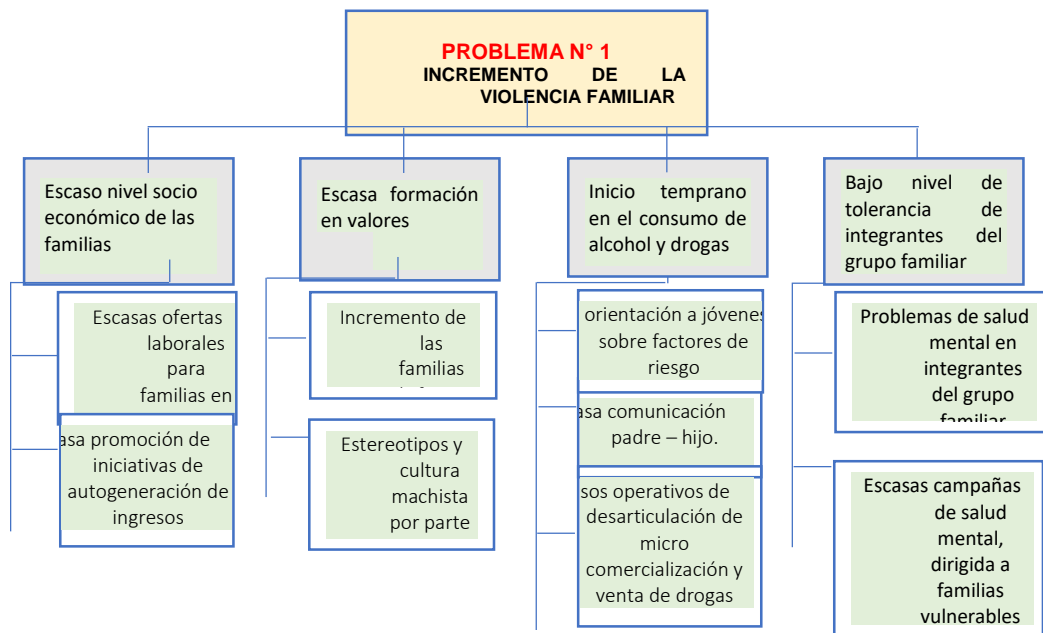 PROBLEMA N° 1
INCREMENTO DE LA
VIOLENCIA FAMILIAR
Escaso nivel socio
económico de las
familias
Escasas ofertas
laborales
para
familias en
asa promoción de
iniciativas de
autogeneración de
ingresos
Escasa formación
en valores
Incremento de
las
familias
Estereotipos y
cultura
machista
por parte
Inicio temprano
en el consumo de
alcohol y drogas
orientación a jóvenes
sobre factores de
riesgo
asa comunicación
padre – hijo.
sos operativos de
desarticulación de
micro
comercialización y
venta de drogas
Bajo nivel de
tolerancia de
integrantes del
grupo familiar
Problemas de salud
mental en
integrantes
del grupo
familiar
Escasas campañas
de salud
mental,
dirigida a
familias
vulnerables